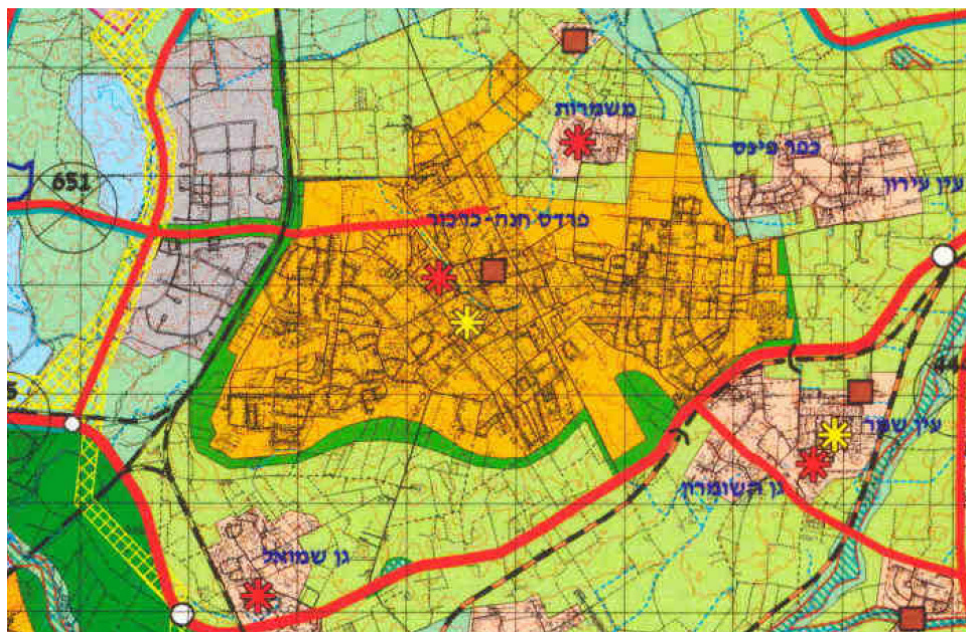 משמרות
כפר פינס
עין עירון
651
פרדס חנה-כרכור
עין שמר
גן השומרון
גן שמואל